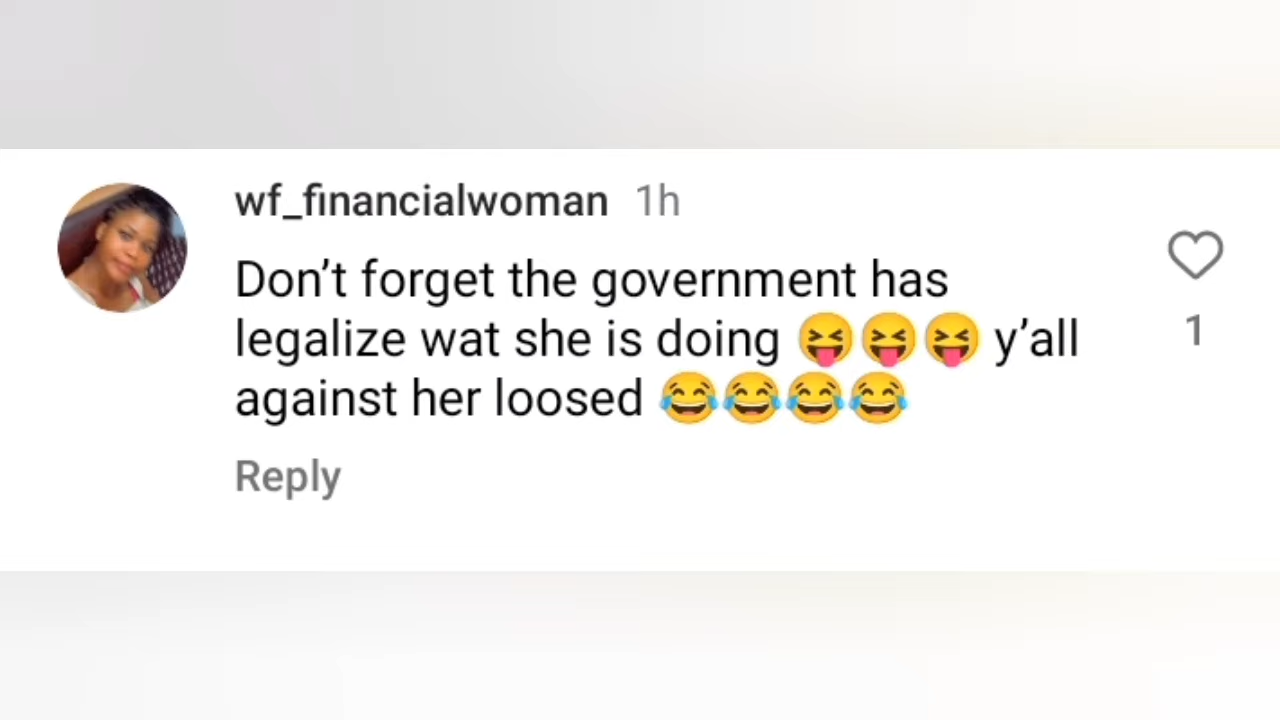 wf_financialwoman 1h
Don’t forget the government has
legalize wat she is doing 😝😝😝 y’all
against her loosed 😂😂😂😂
1
Reply